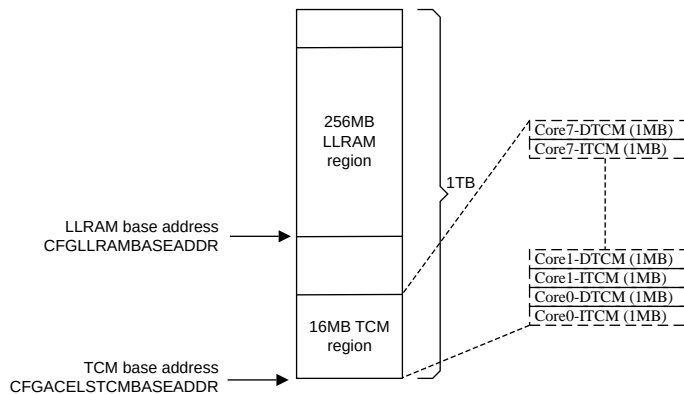 256MB
LLRAM
region
1TB
LLRAM base address
CFGLLRAMBASEADDR
16MB TCM
region
TCM base address
CFGACELSTCMBASEADDR
Core7-DTCM (1MB)
Core7-ITCM (1MB)
Core1-DTCM (1MB)
Core1-ITCM (1MB)
Core0-DTCM (1MB)
Core0-ITCM (1MB)